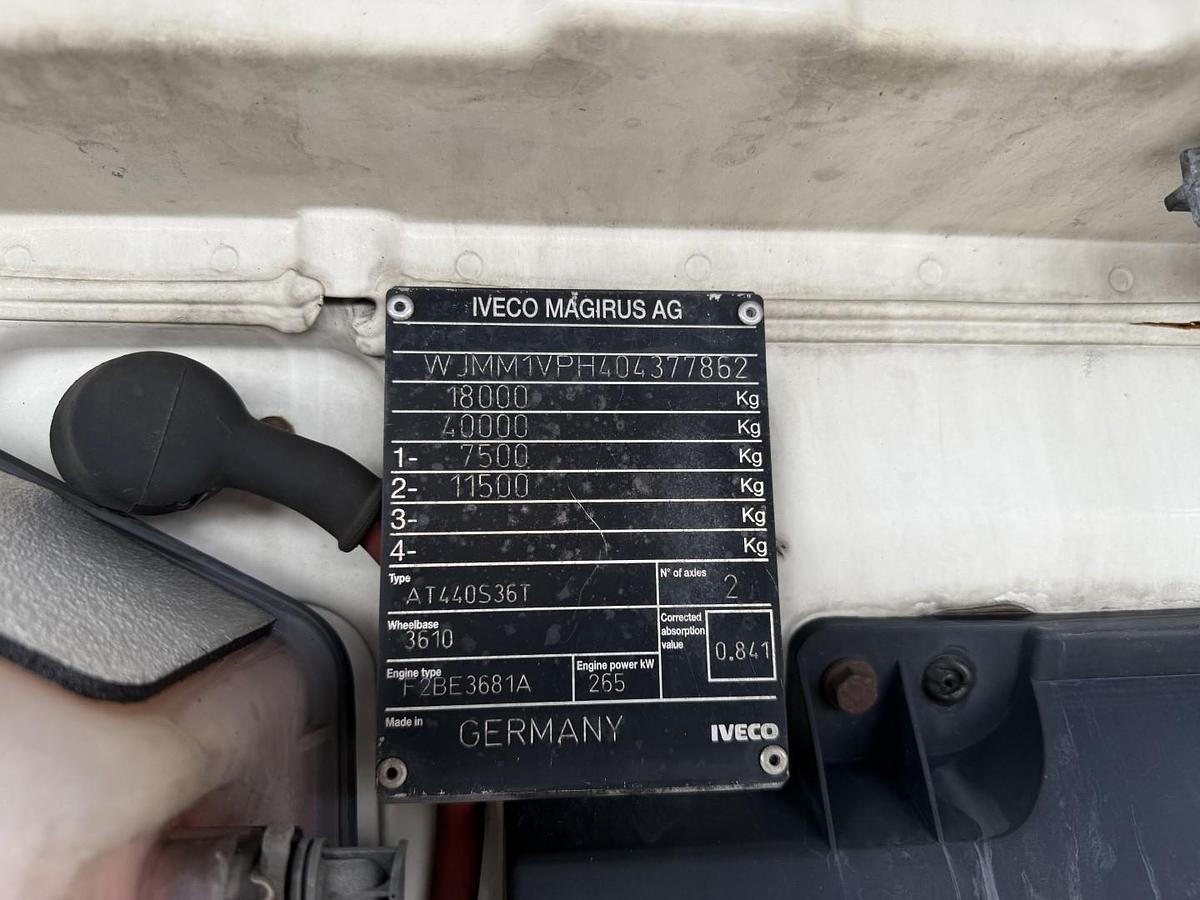 IVECO MAGIRUS AG
WJMM1VPH404377862
18000 Kg
40000 Kg
1- 7500 Kg
2- 11500 Kg
3- Kg
4- Kg
Type
AT440S36T
N° of axles
2
Wheelbase
3610
Corrected
absorption
value
0.841
Engine type
F2BE3681A
Engine power kW
265
Made in
GERMANY
IVECO